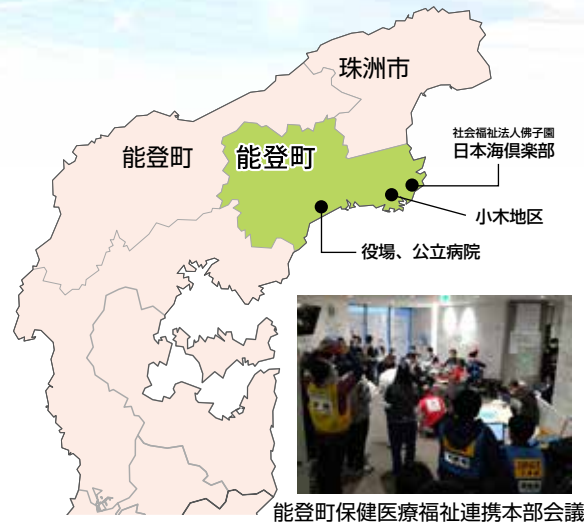 珠洲市
能登町
能登町
社会福祉法人佛子園
日本海倶楽部
小木地区
役場、公立病院
能登町保健医療福祉連携本部会議